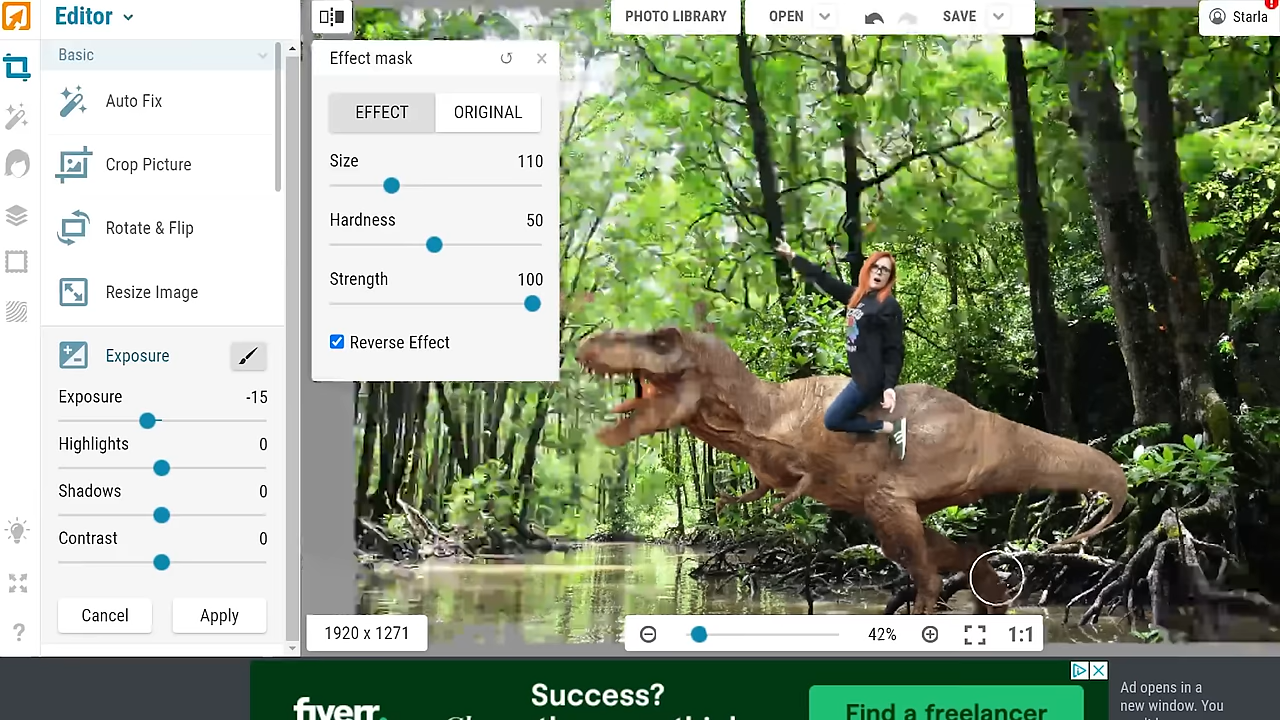 Editor
PHOTO LIBRARY
OPEN
SAVE
Starla
Basic
Auto Fix
Crop Picture
Rotate & Flip
Resize Image
Exposure
Exposure -15
Highlights 0
Shadows 0
Contrast 0
Cancel
Apply
?
Effect mask
EFFECT
ORIGINAL
Size 110
Hardness 50
Strength 100
Reverse Effect
1920 x 1271
42%
1:1
fiverr.
Success?
Find a freelancer
Ad opens in a
new window. You